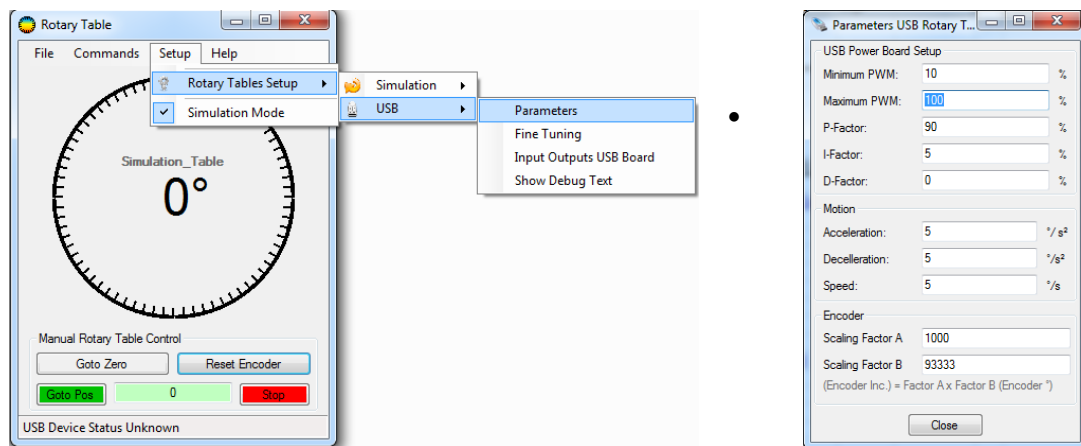 Rotary Table
File Commands Setup Help
Rotary Tables Setup
Simulation Mode
Simulation
USB
Parameters
Fine Tuning
Input Outputs USB Board
Show Debug Text
Simulation_Table
0°
Manual Rotary Table Control
Goto Zero Reset Encoder
Goto Pos 0 Stop
USB Device Status Unknown
•
Parameters USB Rotary T...
USB Power Board Setup
Minimum PWM: 10 %
Maximum PWM: 100 %
P-Factor: 90 %
I-Factor: 5 %
D-Factor: 0 %
Motion
Acceleration: 5 °/s²
Decelleration: 5 °/s²
Speed: 5 °/s
Encoder
Scaling Factor A 1000
Scaling Factor B 93333
(Encoder Inc.) = Factor A x Factor B (Encoder °)
Close